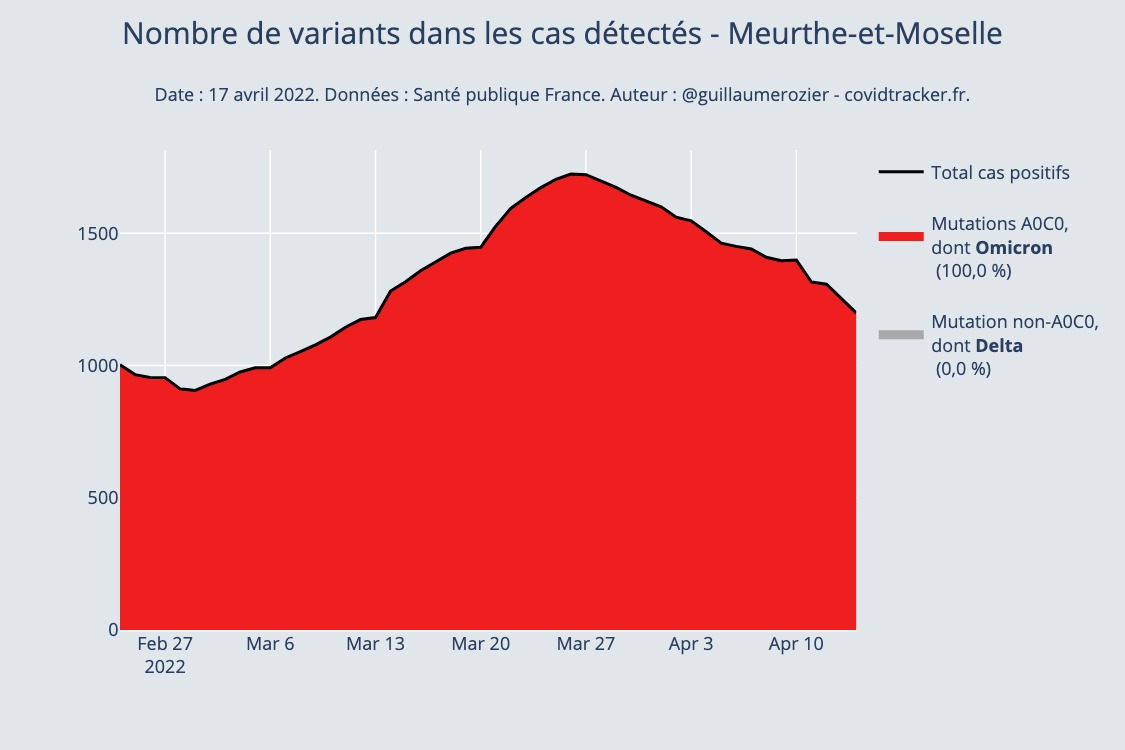 Nombre de variants dans les cas détectés - Meurthe-et-Moselle
Date : 17 avril 2022. Données : Santé publique France. Auteur : @guillaumerozier - covidtracker.fr.
Total cas positifs
Mutations A0C0,
dont Omicron
(100,0 %)
Mutation non-A0C0,
dont Delta
(0,0 %)
1500
1000
500
0
Feb 27
2022
Mar 6
Mar 13
Mar 20
Mar 27
Apr 3
Apr 10